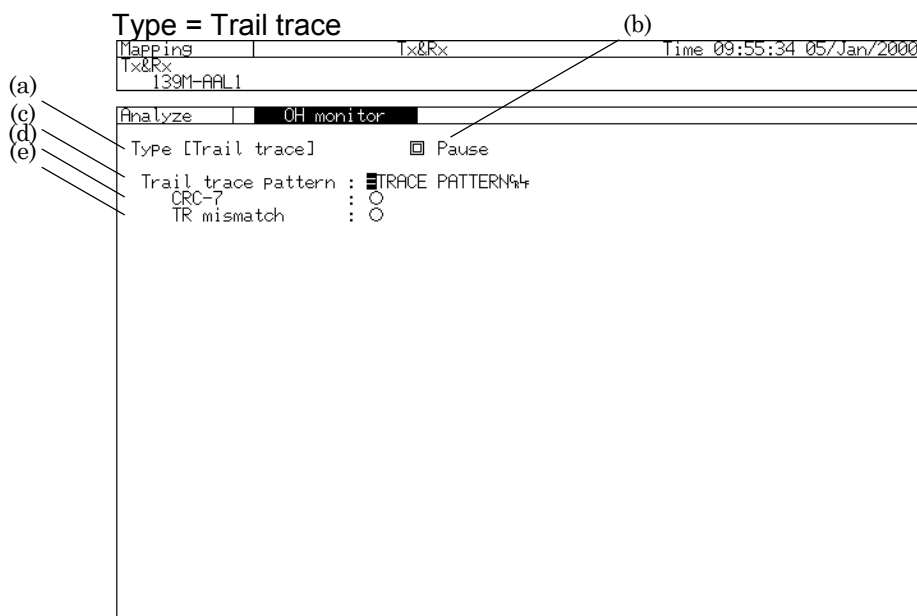 Type = Trail trace
(b)
Mapping Tx&Rx Time 09:55:34 05/Jan/2000
Tx&Rx
139M-AAL1
(a)
(c)
(d)
(e)
Analyze OH monitor
Type [Trail trace] Pause
Trail trace pattern : TRACE PATTERN
CRC-7 :
TR mismatch :